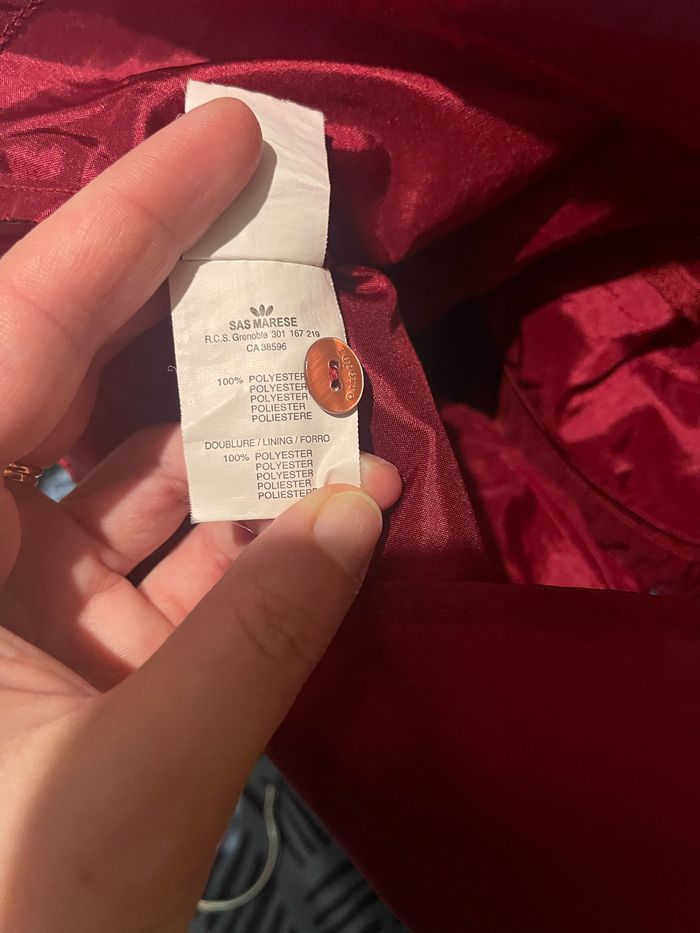 SAS MARESE
R.C.S. Grenoble 301 167 219
CA 38596
100% POLYESTER
POLYESTER
POLYESTER
POLIESTER
POLIESTERE
DOUBLURE / LINING / FORRO
100% POLYESTER
POLYESTER
POLYESTER
POLIESTER
POLIESTERE